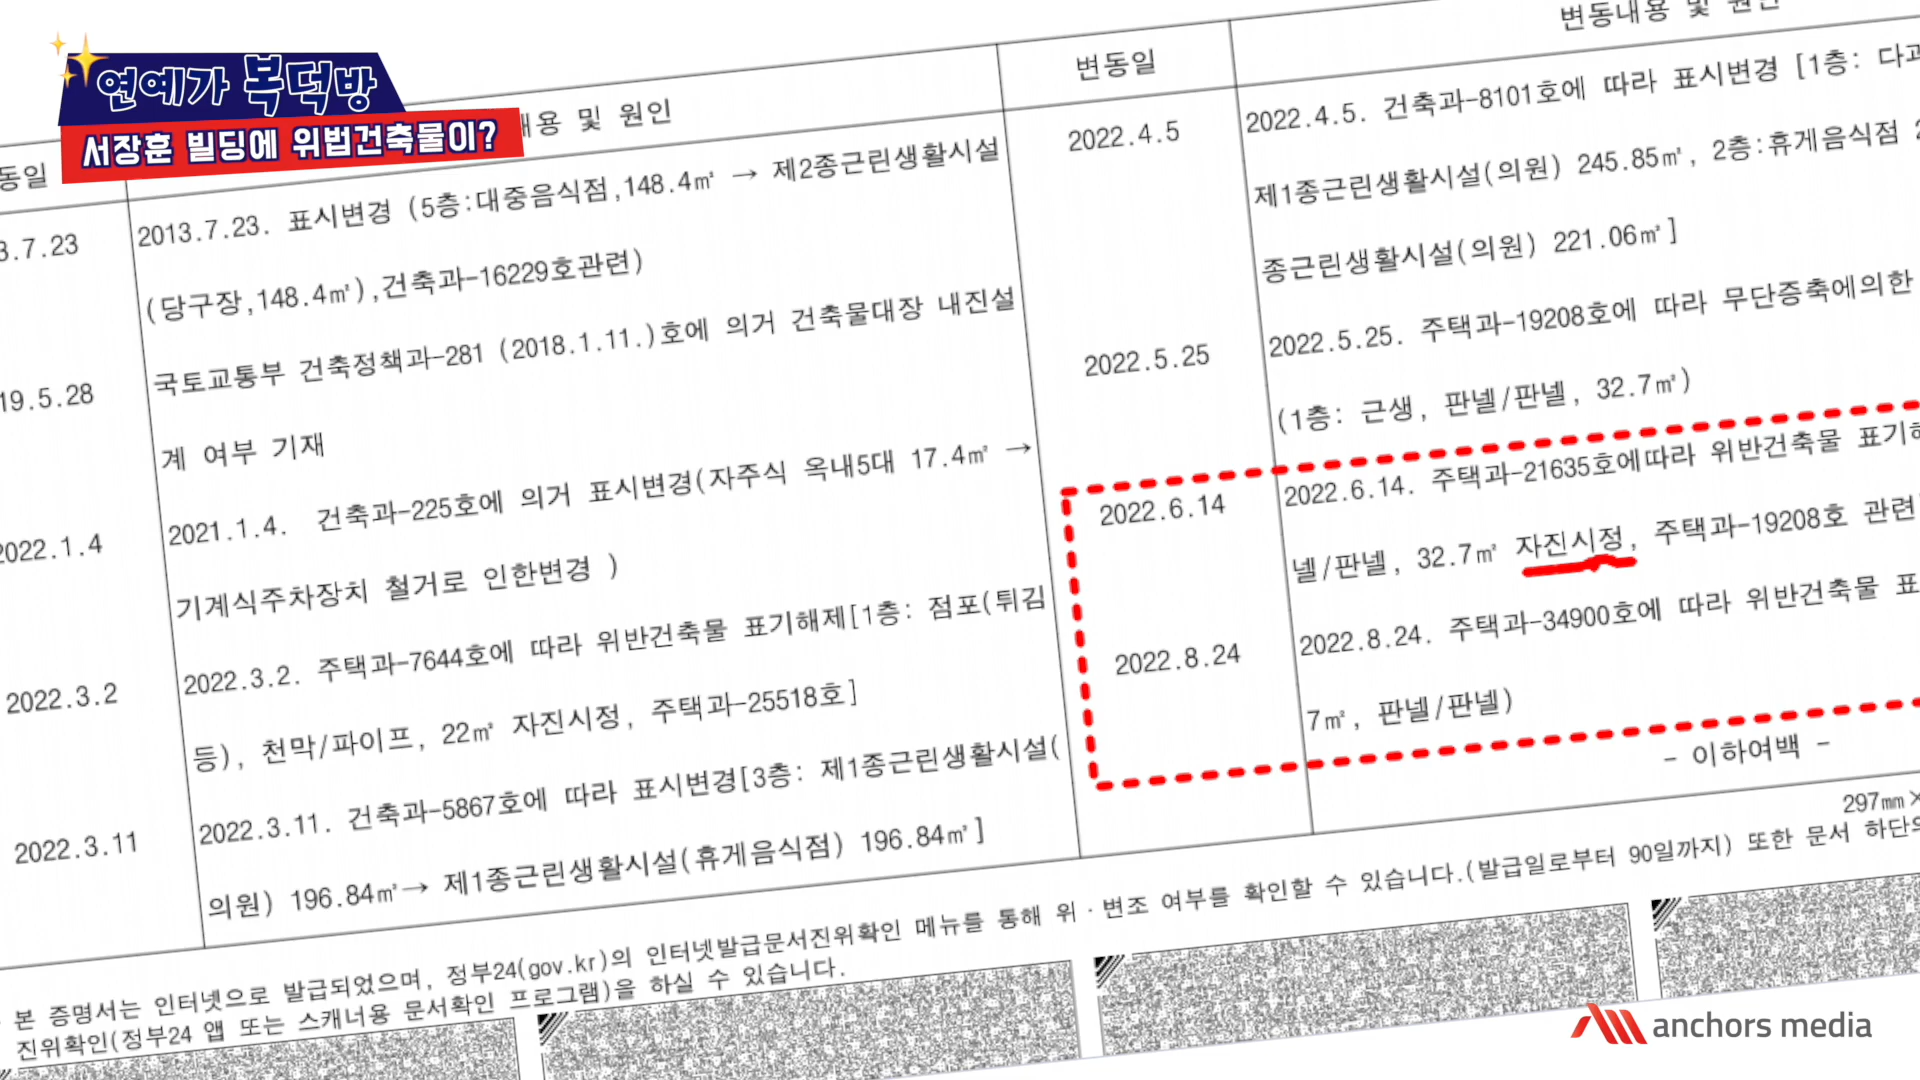 연예가 복덕방
서장훈 빌딩에 위법건축물이?
동일
내용 및 원인
변동일
변동내용 및 원인
3.7.23
2013.7.23. 표시변경 (5층:대중음식점,148.4㎡ → 제2종근린생활시설
(당구장,148.4㎡),건축과-16229호관련)
19.5.28
국토교통부 건축정책과-281 (2018.1.11.)호에 의거 건축물대장 내진설
계 여부 기재
2022.1.4
2021.1.4. 건축과-225호에 의거 표시변경(자주식 옥내5대 17.4㎡ →
기계식주차장치 철거로 인한변경 )
2022.3.2
2022.3.2. 주택과-7644호에 따라 위반건축물 표기해제[1층: 점포(튀김
등), 천막/파이프, 22㎡ 자진시정, 주택과-25518호]
2022.3.11
2022.3.11. 건축과-5867호에 따라 표시변경[3층: 제1종근린생활시설(
의원) 196.84㎡→ 제1종근린생활시설(휴게음식점) 196.84㎡]
2022.4.5
2022.4.5. 건축과-8101호에 따라 표시변경 [1층: 다과
제1종근린생활시설(의원) 245.85㎡, 2층:휴게음식점 2
종근린생활시설(의원) 221.06㎡]
2022.5.25
2022.5.25. 주택과-19208호에 따라 무단증축에의한
(1층: 근생, 판넬/판넬, 32.7㎡)
2022.6.14
2022.6.14. 주택과-21635호에따라 위반건축물 표기해
넬/판넬, 32.7㎡ 자진시정, 주택과-19208호 관련
2022.8.24
2022.8.24. 주택과-34900호에 따라 위반건축물 표
7㎡, 판넬/판넬)
- 이하여백 -
297㎜×
본 증명서는 인터넷으로 발급되었으며, 정부24(gov.kr)의 인터넷발급문서진위확인 메뉴를 통해 위·변조 여부를 확인할 수 있습니다.(발급일로부터 90일까지) 또한 문서 하단의
진위확인(정부24 앱 또는 스캐너용 문서확인 프로그램)을 하실 수 있습니다.
anchors media